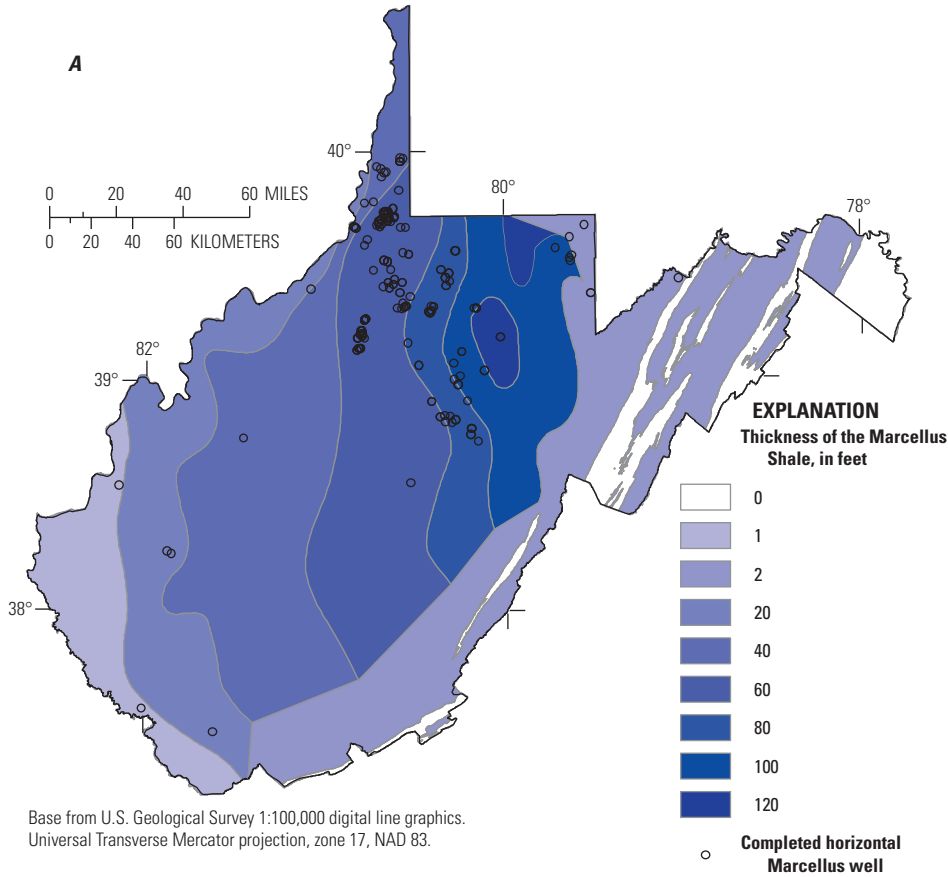 A
40°
0 20 40 60 MILES
0 20 40 60 KILOMETERS
80°
78°
82°
39°
38°
EXPLANATION
Thickness of the Marcellus
Shale, in feet
0
1
2
20
40
60
80
100
120
Completed horizontal
Marcellus well
Base from U.S. Geological Survey 1:100,000 digital line graphics.
Universal Transverse Mercator projection, zone 17, NAD 83.